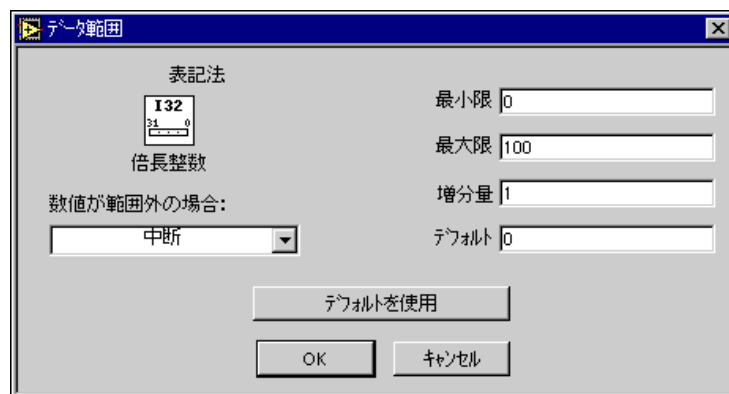 ﾃﾞｰﾀ範囲
表記法
I32
31 0
倍長整数
数値が範囲外の場合:
中断
最小限 0
最大限 100
増分量 1
ﾃﾞﾌｫﾙﾄ 0
ﾃﾞﾌｫﾙﾄを使用
OK ｷｬﾝｾﾙ